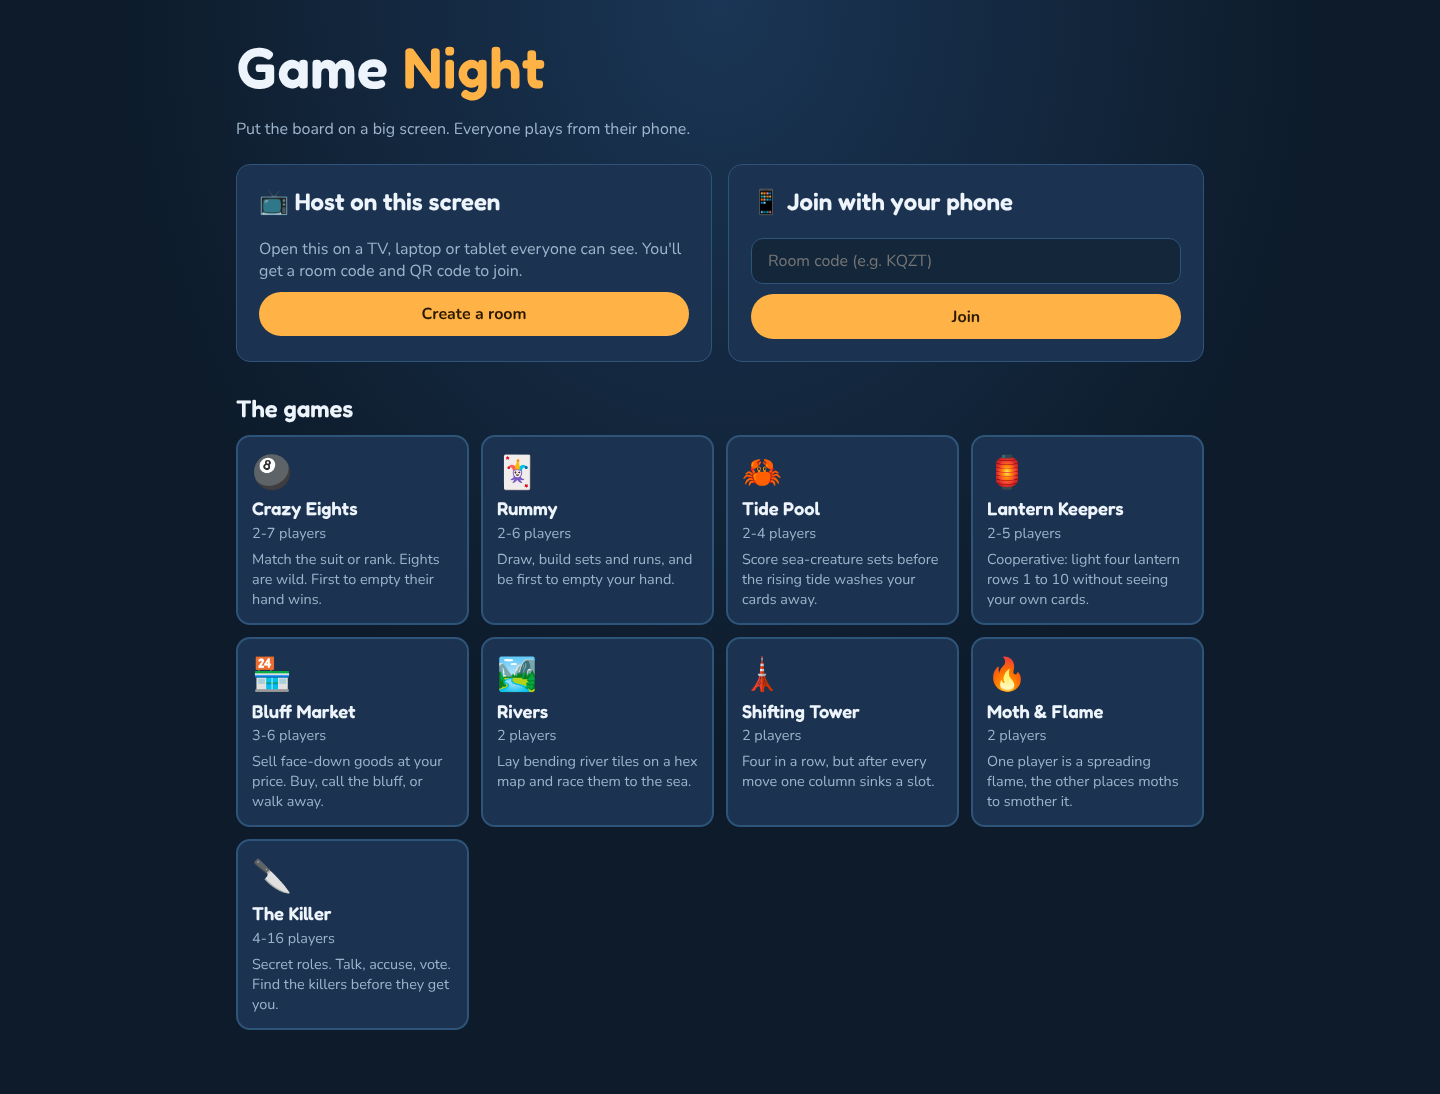 Game Night
Put the board on a big screen. Everyone plays from their phone.
Host on this screen
Open this on a TV, laptop or tablet everyone can see. You'll
get a room code and QR code to join.
Create a room
Join with your phone
Room code (e.g. KQZT)
Join
The games
8
Crazy Eights
2-7 players
Match the suit or rank. Eights
are wild. First to empty their
hand wins.
Rummy
2-6 players
Draw, build sets and runs, and
be first to empty your hand.
Tide Pool
2-4 players
Score sea-creature sets before
the rising tide washes your
cards away.
Lantern Keepers
2-5 players
Cooperative: light four lantern
rows 1 to 10 without seeing
your own cards.
24
Bluff Market
3-6 players
Sell face-down goods at your
price. Buy, call the bluff, or
walk away.
Rivers
2 players
Lay bending river tiles on a hex
map and race them to the sea.
Shifting Tower
2 players
Four in a row, but after every
move one column sinks a slot.
Moth & Flame
2 players
One player is a spreading
flame, the other places moths
to smother it.
The Killer
4-16 players
Secret roles. Talk, accuse, vote.
Find the killers before they get
you.